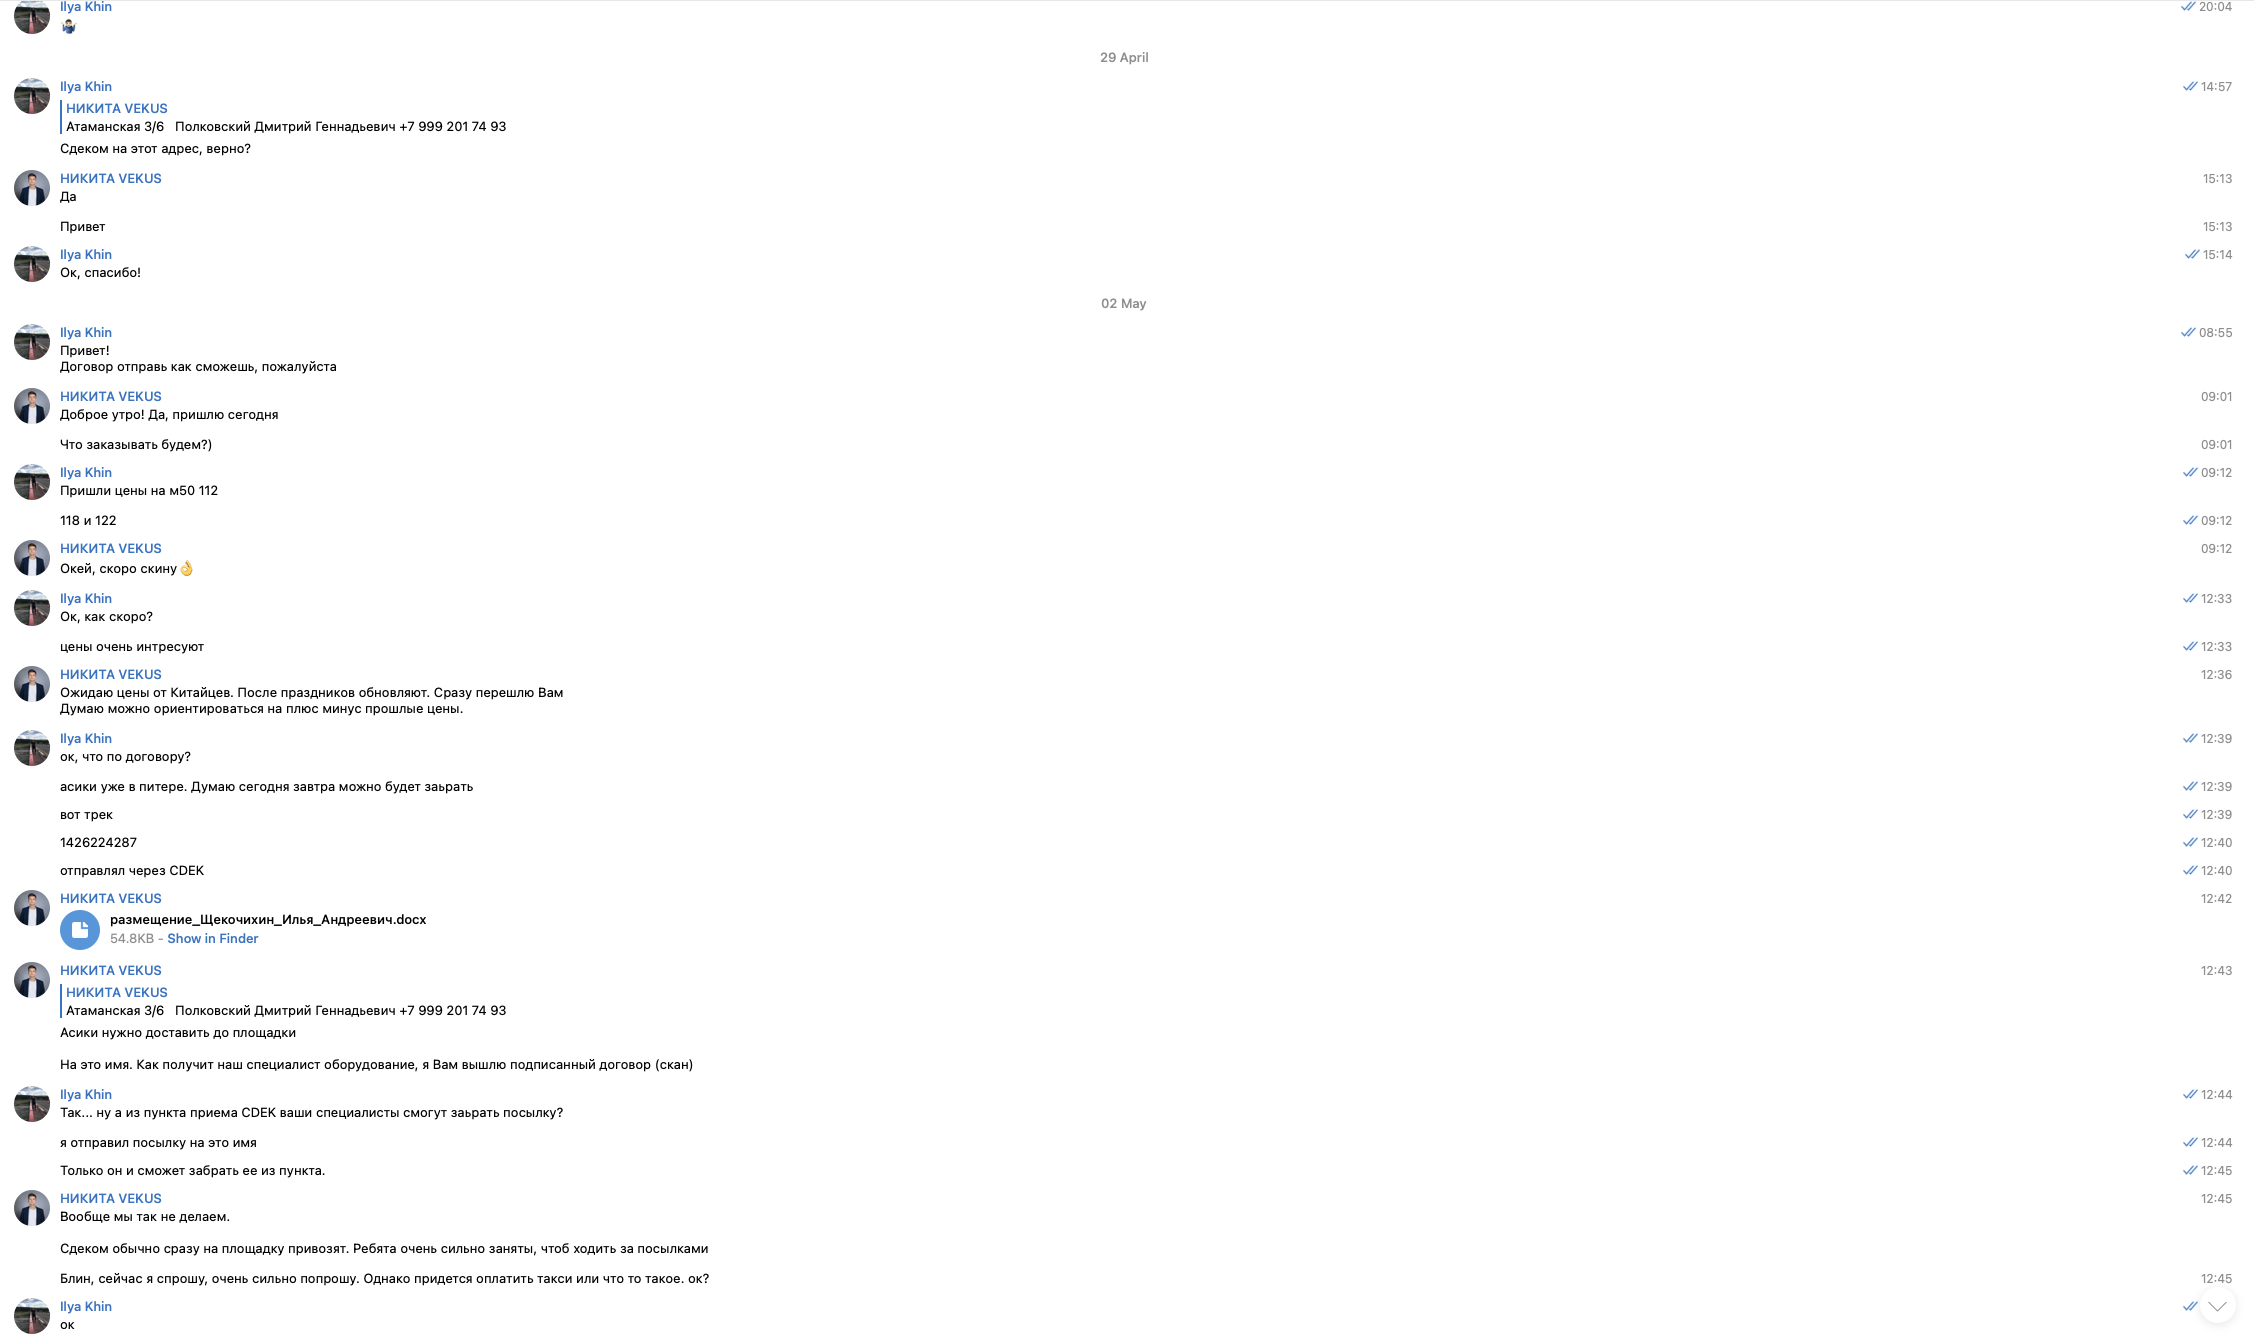 Ilya Khin
20:04
29 April
Ilya Khin
14:57
НИКИТА VEKUS
Атаманская 3/6 Полковский Дмитрий Геннадьевич +7 999 201 74 93
Сдеком на этот адрес, верно?
НИКИТА VEKUS
15:13
Да
Привет
15:13
Ilya Khin
15:14
Ок, спасибо!
02 May
Ilya Khin
08:55
Привет!
Договор отправь как сможешь, пожалуйста
НИКИТА VEKUS
09:01
Доброе утро! Да, пришлю сегодня
Что заказывать будем?)
09:01
Ilya Khin
09:12
Пришли цены на м50 112
118 и 122
09:12
НИКИТА VEKUS
09:12
Окей, скоро скину👌
Ilya Khin
12:33
Ок, как скоро?
цены очень интресуют
12:33
НИКИТА VEKUS
12:36
Ожидаю цены от Китайцев. После праздников обновляют. Сразу перешлю Вам
Думаю можно ориентироваться на плюс минус прошлые цены.
Ilya Khin
12:39
ок, что по договору?
асики уже в питере. Думаю сегодня завтра можно будет заьрать
12:39
вот трек
12:39
1426224287
12:40
отправлял через CDEK
12:40
НИКИТА VEKUS
12:42
размещение_Щекочихин_Илья_Андреевич.docx
54.8KB - Show in Finder
НИКИТА VEKUS
12:43
НИКИТА VEKUS
Атаманская 3/6 Полковский Дмитрий Геннадьевич +7 999 201 74 93
Асики нужно доставить до площадки
На это имя. Как получит наш специалист оборудование, я Вам вышлю подписанный договор (скан)
Ilya Khin
12:44
Так... ну а из пункта приема CDEK ваши специалисты смогут заьрать посылку?
я отправил посылку на это имя
12:44
Только он и сможет забрать ее из пункта.
12:45
НИКИТА VEKUS
12:45
Вообще мы так не делаем.
Сдеком обычно сразу на площадку привозят. Ребята очень сильно заняты, чтоб ходить за посылками
Блин, сейчас я спрошу, очень сильно попрошу. Однако придется оплатить такси или что то такое. ок?
12:45
Ilya Khin
ок